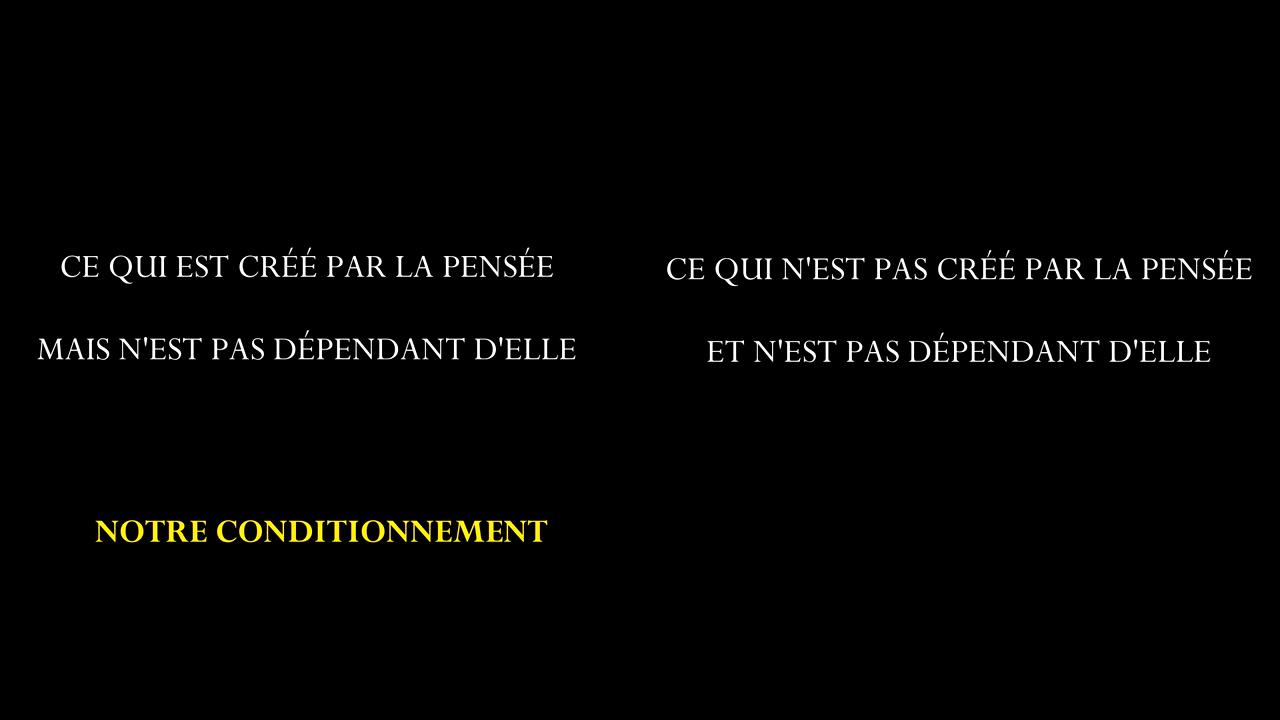 CE QUI EST CRÉÉ PAR LA PENSÉE
MAIS N'EST PAS DÉPENDANT D'ELLE
NOTRE CONDITIONNEMENT
CE QUI N'EST PAS CRÉÉ PAR LA PENSÉE
ET N'EST PAS DÉPENDANT D'ELLE